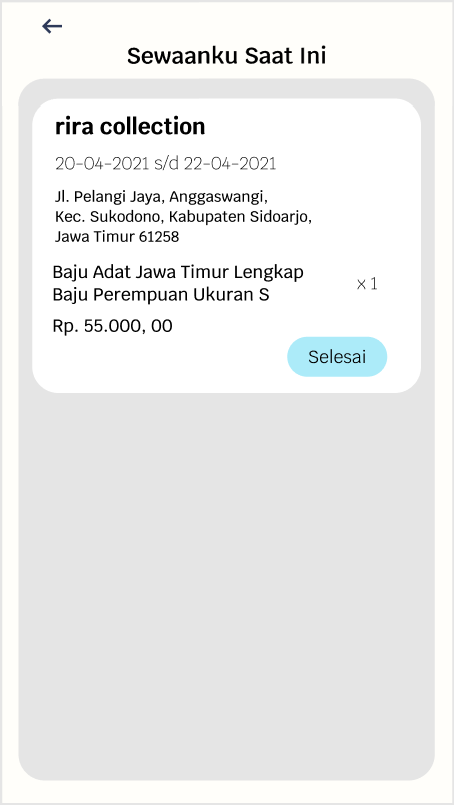 Sewaanku Saat Ini
rira collection
20-04-2021 s/d 22-04-2021
Jl. Pelangi Jaya, Anggaswangi,
Kec. Sukodono, Kabupaten Sidoarjo,
Jawa Timur 61258
Baju Adat Jawa Timur Lengkap
Baju Perempuan Ukuran S
x 1
Rp. 55.000, 00
Selesai